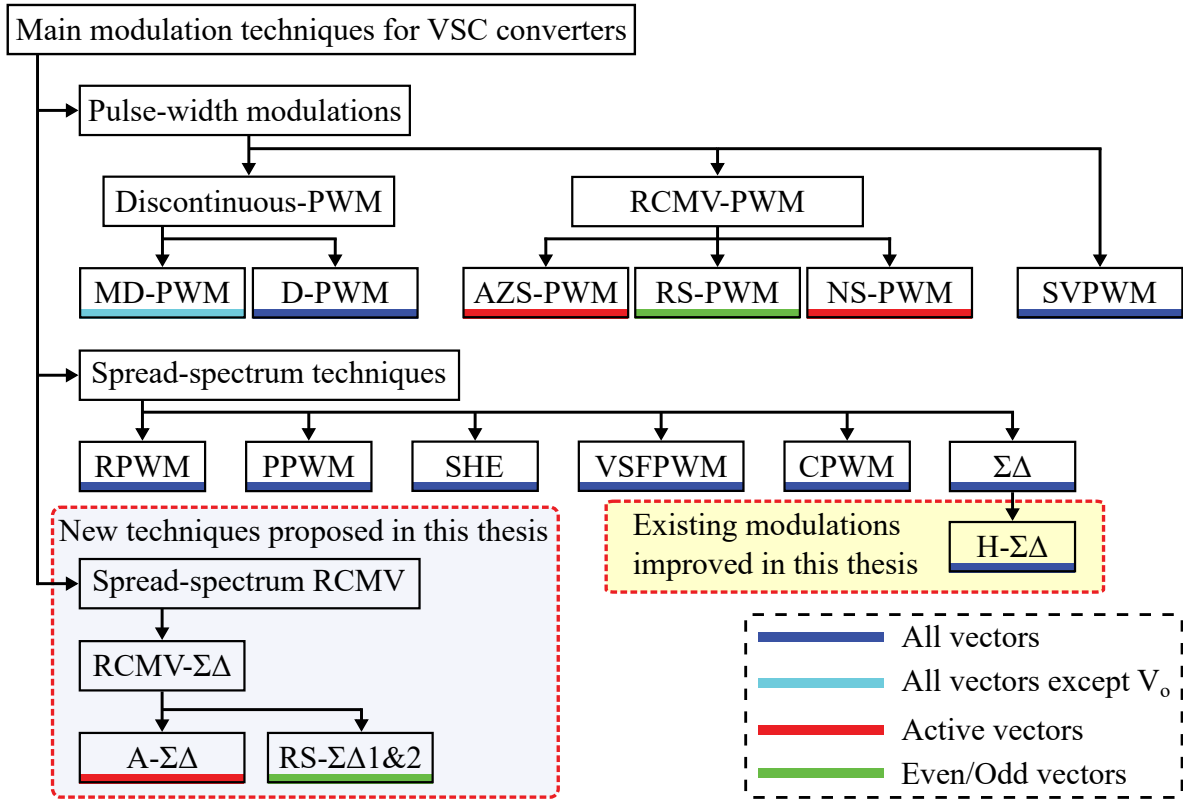 Main modulation techniques for VSC converters
Pulse-width modulations
Discontinuous-PWM
RCMV-PWM
MD-PWM
D-PWM
AZS-PWM
RS-PWM
NS-PWM
SVPWM
Spread-spectrum techniques
RPWM
PPWM
SHE
VSFPWM
CPWM
ΣΔ
New techniques proposed in this thesis
Existing modulations
improved in this thesis
H-ΣΔ
Spread-spectrum RCMV
RCMV-ΣΔ
A-ΣΔ
RS-ΣΔ1&2
All vectors
All vectors except Vₒ
Active vectors
Even/Odd vectors